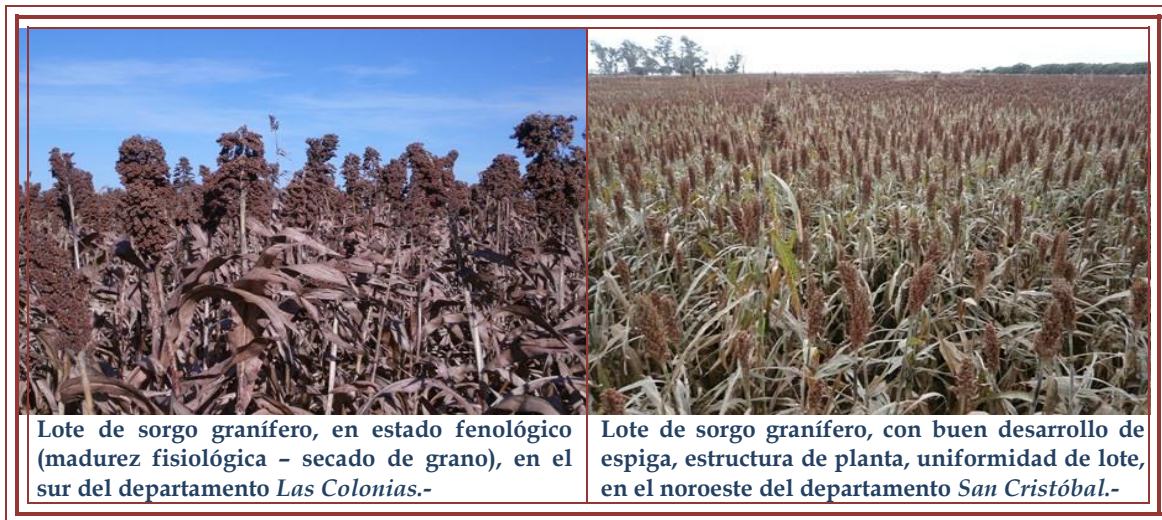 Lote de sorgo granífero, en estado fenológico
(madurez fisiológica – secado de grano), en el
sur del departamento Las Colonias.-
Lote de sorgo granífero, con buen desarrollo de
espiga, estructura de planta, uniformidad de lote,
en el noroeste del departamento San Cristóbal.-